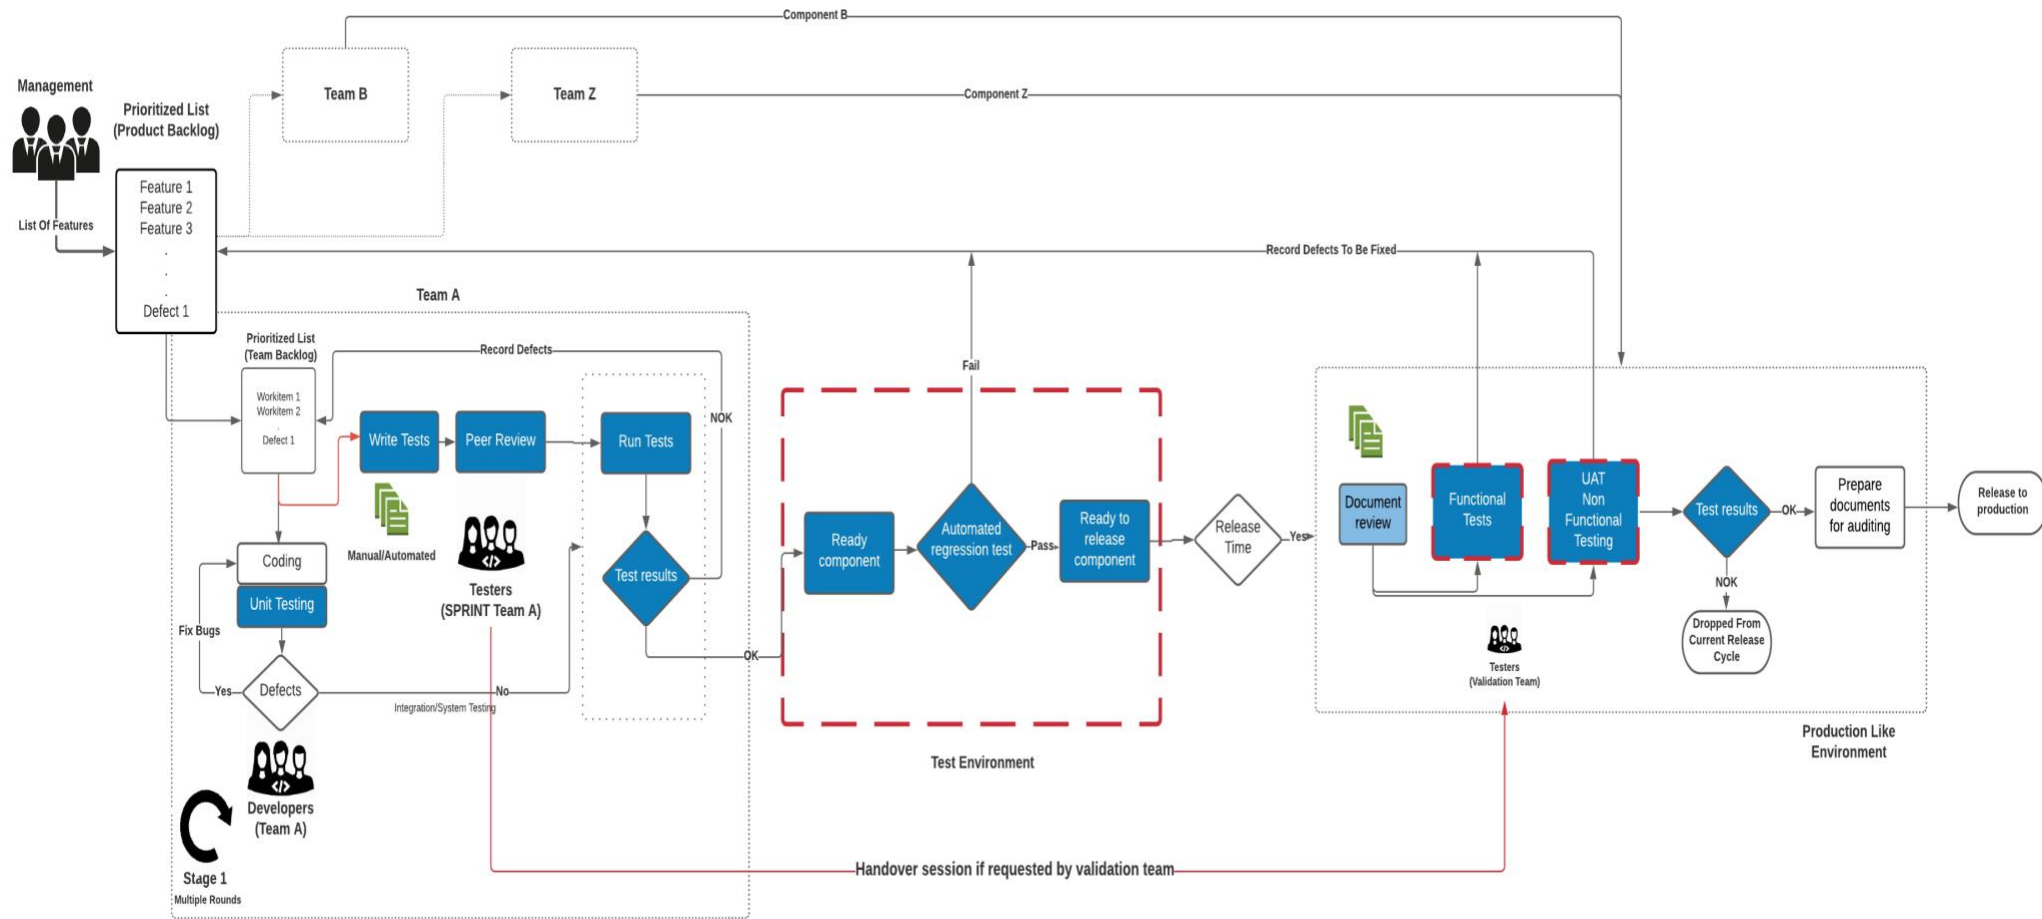 Component B
Management
Prioritized List
(Product Backlog)
Team B
Team Z
Component Z
List Of Features
Feature 1
Feature 2
Feature 3
.
.
.
Defect 1
Record Defects To Be Fixed
Team A
Prioritized List
(Team Backlog)
Record Defects
Workitem 1
Workitem 2
.
Defect 1
Write Tests
Peer Review
Run Tests
NOK
Manual/Automated
Testers
(SPRINT Team A)
Coding
Unit Testing
Fix Bugs
Defects
Yes
No
Integration/System Testing
Test results
OK
Developers
(Team A)
Stage 1
Multiple Rounds
Fail
Ready
component
Automated
regression test
Pass
Ready to
release
component
Test Environment
Release
Time
Yes
Document
review
Functional
Tests
UAT
Non
Functional
Testing
Test results
OK
NOK
Dropped From
Current Release
Cycle
Prepare
documents
for auditing
Release to
production
Testers
(Validation Team)
Production Like
Environment
Handover session if requested by validation team